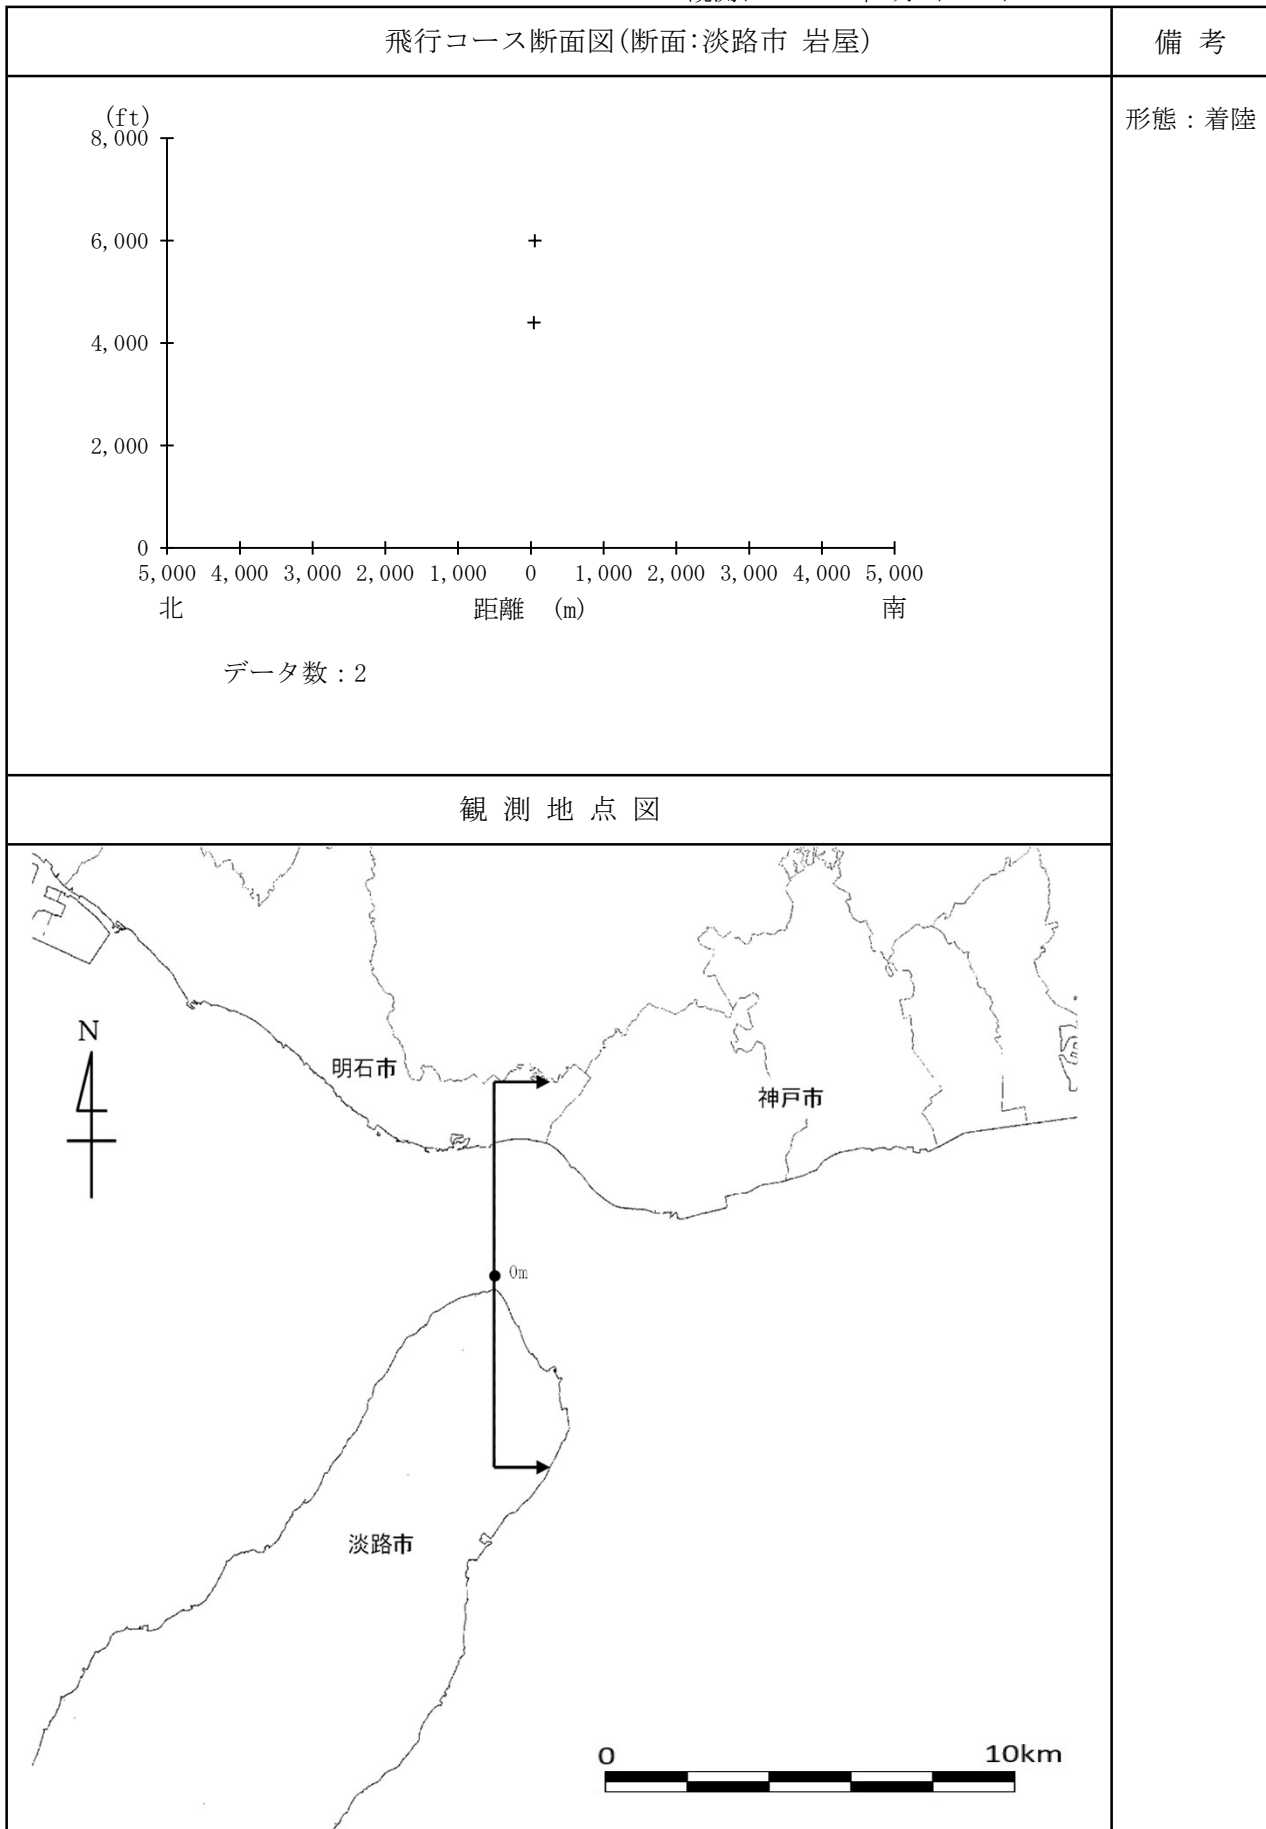 飛行コース断面図(断面:淡路市 岩屋)
備 考
形態：着陸
(ft)
8,000
6,000
4,000
2,000
0
5,000 4,000 3,000 2,000 1,000 0 1,000 2,000 3,000 4,000 5,000
北 距離 (m) 南
データ数：2
観 測 地 点 図
N
明石市
神戸市
0m
淡路市
0 10km